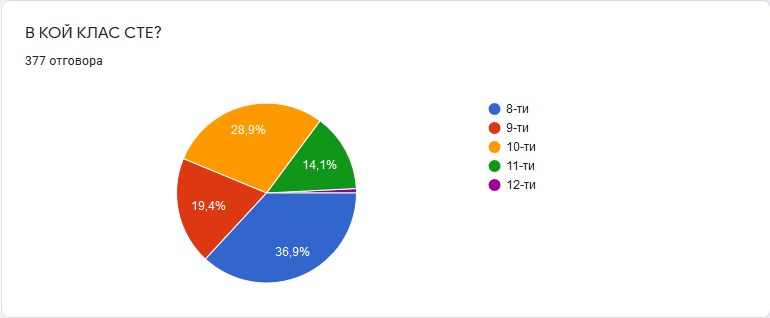 В КОЙ КЛАС СТЕ?
377 отговора
28,9%
14,1%
19,4%
36,9%
8-ти
9-ти
10-ти
11-ти
12-ти